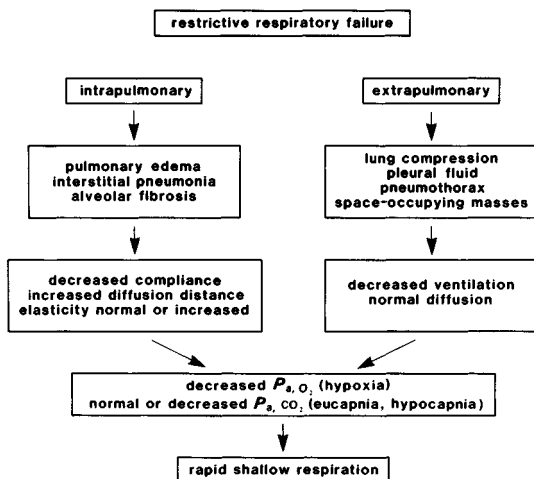 restrictive respiratory failure
intrapulmonary
extrapulmonary
pulmonary edema
interstitial pneumonia
alveolar fibrosis
lung compression
pleural fluid
pneumothorax
space-occupying masses
decreased compliance
increased diffusion distance
elasticity normal or increased
decreased ventilation
normal diffusion
decreased Pa, O₂ (hypoxia)
normal or decreased Pa, CO₂ (eucapnia, hypocapnia)
rapid shallow respiration